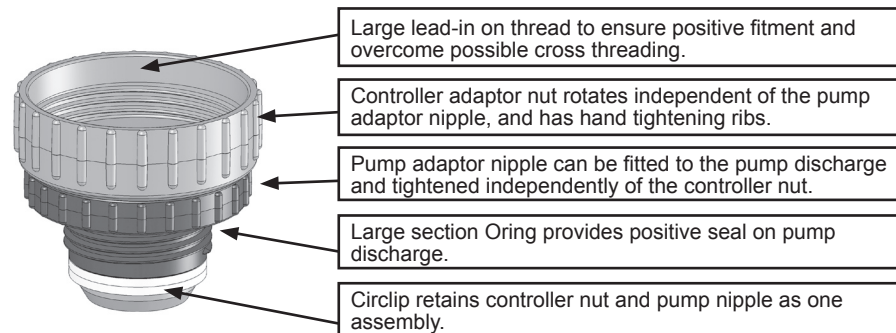 Large lead-in on thread to ensure positive fitment and
overcome possible cross threading.
Controller adaptor nut rotates independent of the pump
adaptor nipple, and has hand tightening ribs.
Pump adaptor nipple can be fitted to the pump discharge
and tightened independently of the controller nut.
Large section Oring provides positive seal on pump
discharge.
Circlip retains controller nut and pump nipple as one
assembly.